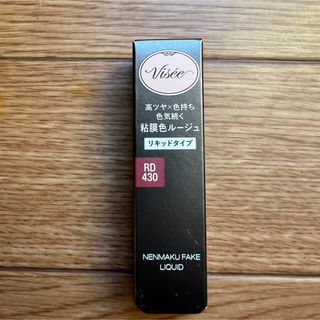 Visée
高ツヤ×色持ち
色気続く
粘膜色ルージュ
リキッドタイプ
RD
430
NENMAKU FAKE
LIQUID